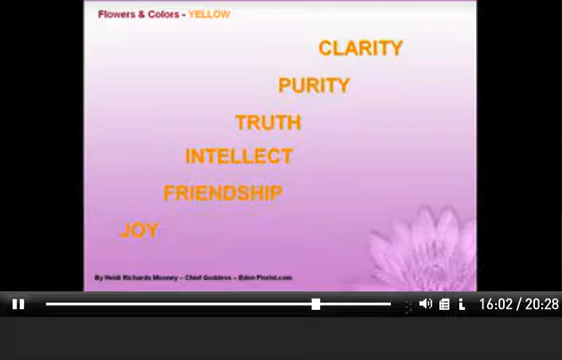 Flowers & Colors - YELLOW
CLARITY
PURITY
TRUTH
INTELLECT
FRIENDSHIP
JOY
By Heidi Richards Mooney – Chief Goddess – Eden Florist.com
16:02 / 20:28